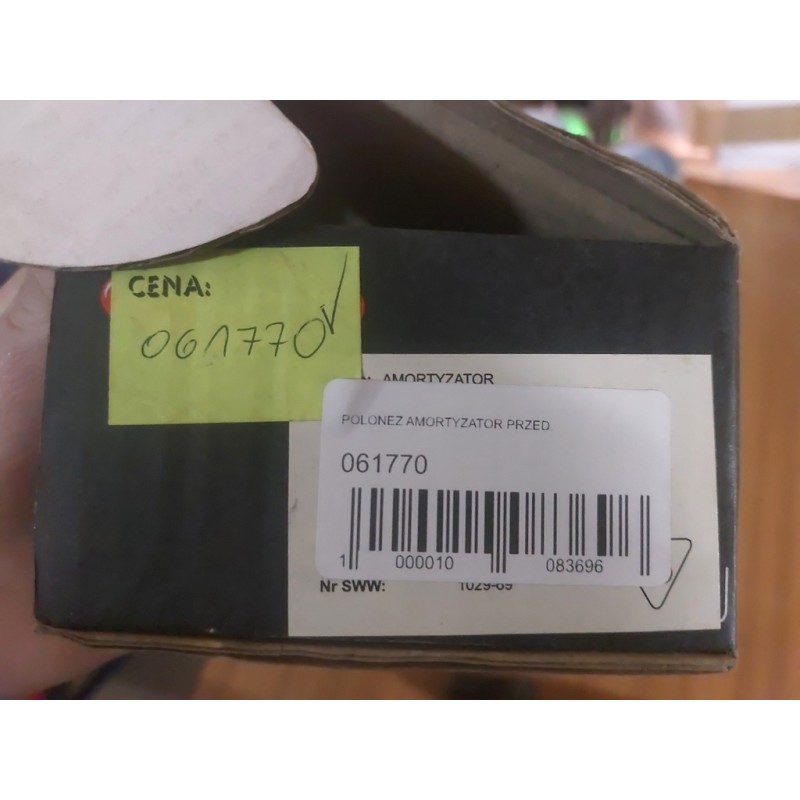 CENA:
061770
AMORTYZATOR
POLONEZ AMORTYZATOR PRZED.
061770
1 000010 083696
Nr SWW: 1029-69